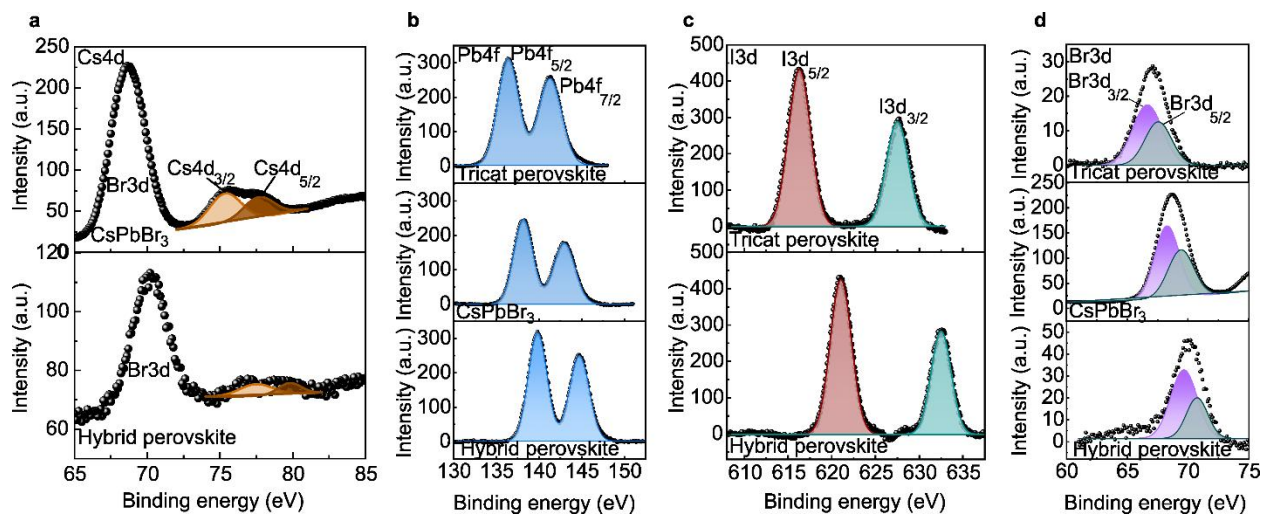 a
Cs4d
Cs4d3/2
Cs4d5/2
Br3d
CsPbBr3
Intensity (a.u.)
250
200
150
100
50
0
Br3d
Hybrid perovskite
Intensity (a.u.)
120
100
80
60
65 70 75 80 85
Binding energy (eV)
b
Pb4f
Pb4f5/2
Pb4f7/2
Tricat perovskite
Intensity (a.u.)
300
200
100
0
CsPbBr3
Intensity (a.u.)
300
200
100
0
Hybrid perovskite
Intensity (a.u.)
300
200
100
0
130 135 140 145 150
Binding energy (eV)
c
I3d
I3d5/2
I3d3/2
Tricat perovskite
Intensity (a.u.)
500
400
300
200
100
0
Hybrid perovskite
Intensity (a.u.)
500
400
300
200
100
0
610 615 620 625 630 635
Binding energy (eV)
d
Br3d
Br3d3/2
Br3d5/2
Tricat perovskite
Intensity (a.u.)
30
20
10
0
CsPbBr3
Intensity (a.u.)
250
200
150
100
50
0
Hybrid perovskite
Intensity (a.u.)
50
40
30
20
10
0
60 65 70 75
Binding energy (eV)